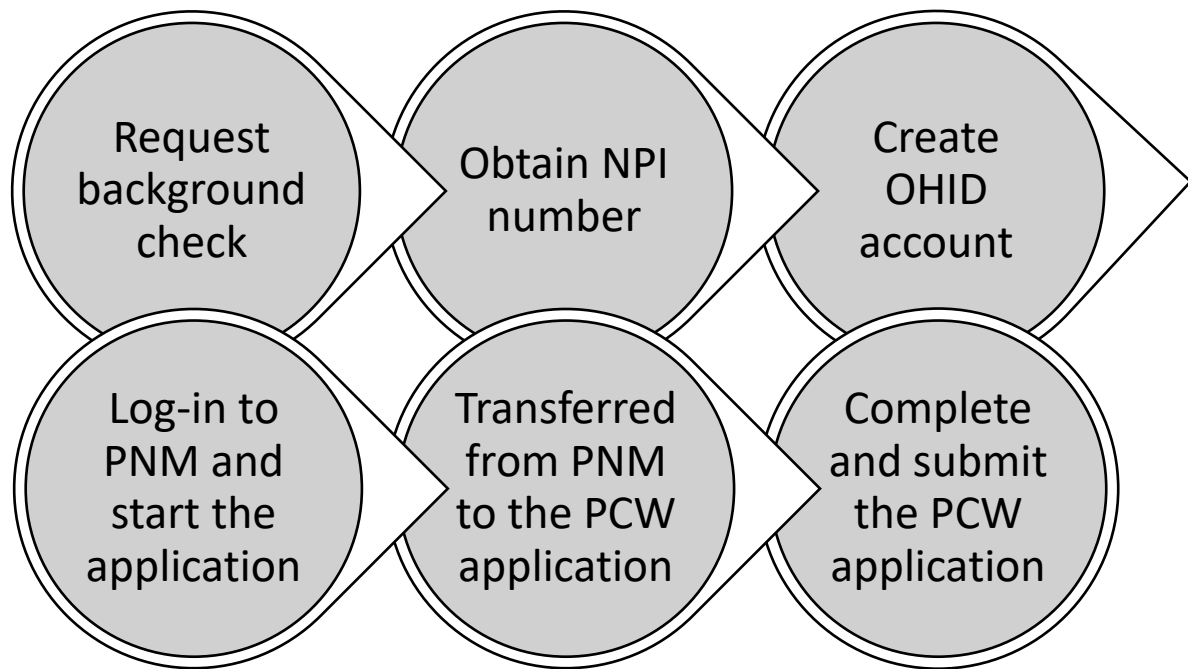 Request
background
check
Obtain NPI
number
Create
OHID
account
Log-in to
PNM and
start the
application
Transferred
from PNM
to the PCW
application
Complete
and submit
the PCW
application